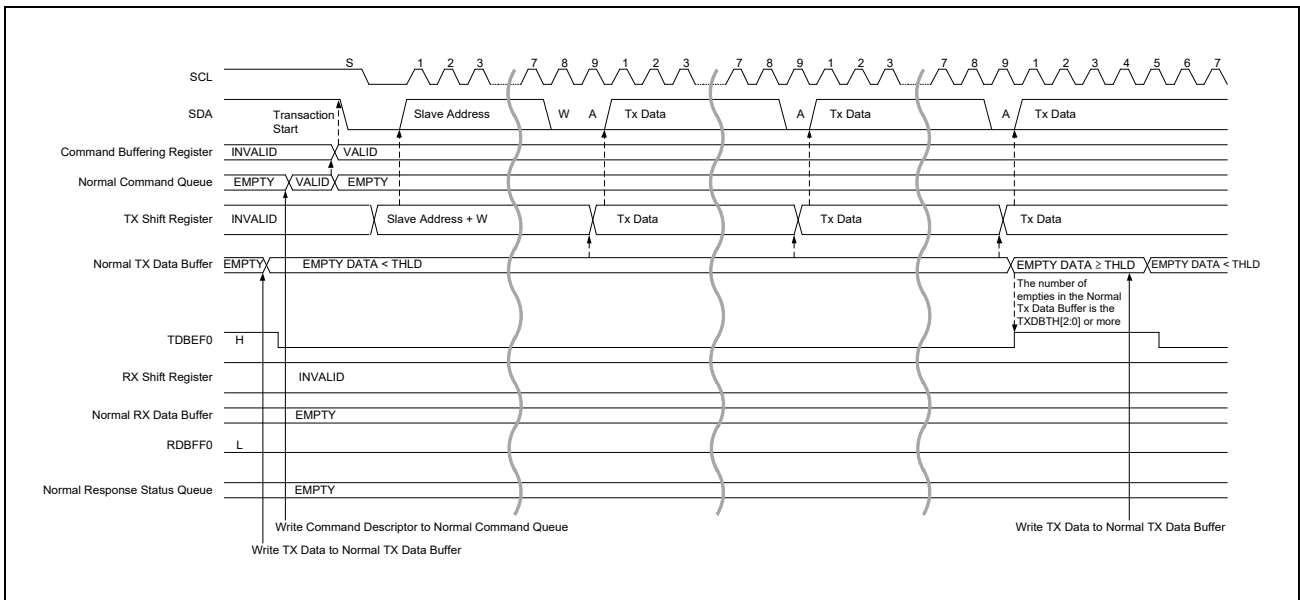 S 1 2 3 7 8 9 1 2 3 7 8 9 1 2 3 7 8 9 1 2 3 4 5 6 7
SCL
SDA Transaction Start Slave Address W A Tx Data A Tx Data A Tx Data
Command Buffering Register INVALID VALID
Normal Command Queue EMPTY VALID EMPTY
TX Shift Register INVALID Slave Address + W Tx Data Tx Data Tx Data
Normal TX Data Buffer EMPTY EMPTY DATA < THLD EMPTY DATA ≥ THLD EMPTY DATA < THLD
The number of
empties in the Normal
Tx Data Buffer is the
TXDBTH[2:0] or more
TDBEF0 H
RX Shift Register INVALID
Normal RX Data Buffer EMPTY
RDBFF0 L
Normal Response Status Queue EMPTY
Write Command Descriptor to Normal Command Queue Write TX Data to Normal TX Data Buffer
Write TX Data to Normal TX Data Buffer